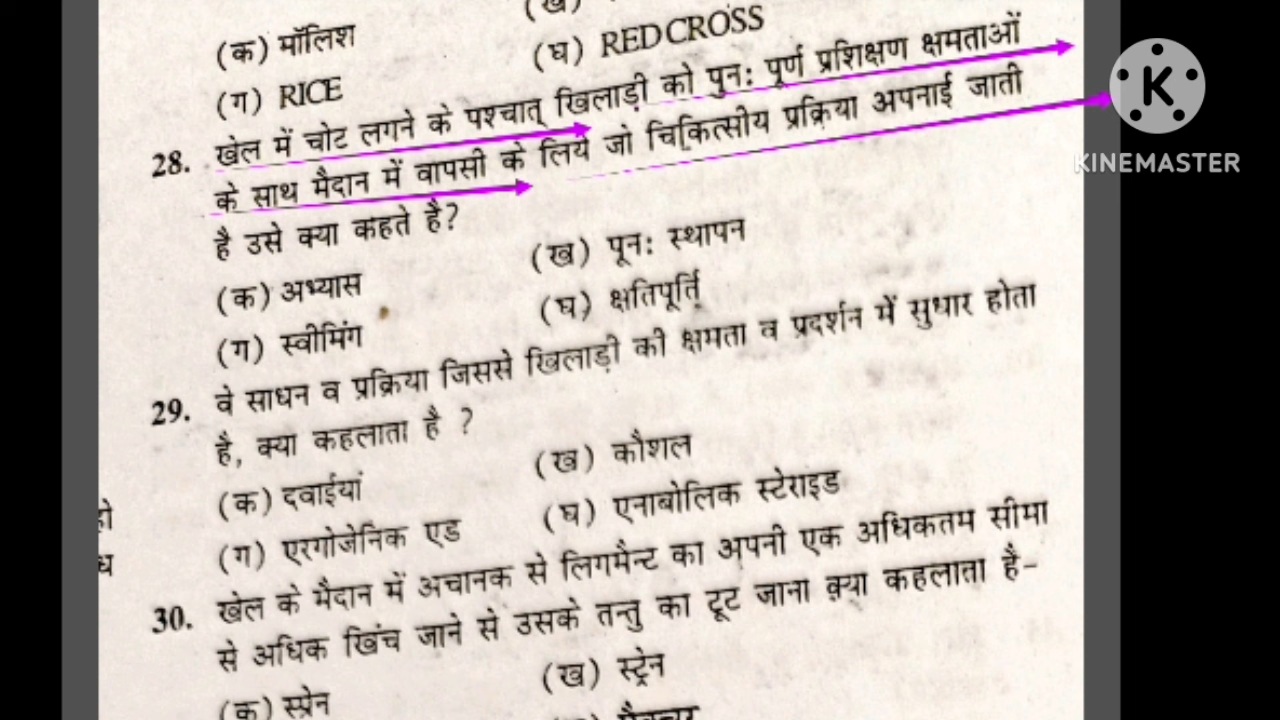 (ख)
(क) मॉलिश
(घ) RED CROSS
(ग) RICE
28. खेल में चोट लगने के पश्चात् खिलाड़ी को पुनः पूर्ण प्रशिक्षण क्षमताओं
के साथ मैदान में वापसी के लिये जो चिकित्सीय प्रक्रिया अपनाई जाती
है उसे क्या कहते है?
(क) अभ्यास
(ख) पूनः स्थापन
(ग) स्वीमिंग
(घ) क्षतिपूर्ति
29. वे साधन व प्रक्रिया जिससे खिलाड़ी की क्षमता व प्रदर्शन में सुधार होता
है, क्या कहलाता है ?
(क) दवाईयां
(ख) कौशल
(ग) एरगोजेनिक एड
(घ) एनाबोलिक स्टेराइड
30. खेल के मैदान में अचानक से लिगमैन्ट का अपनी एक अधिकतम सीमा
से अधिक खिंच जाने से उसके तन्तु का टूट जाना क्या कहलाता है-
(क) स्प्रेन
(ख) स्ट्रेन
K
KINEMASTER